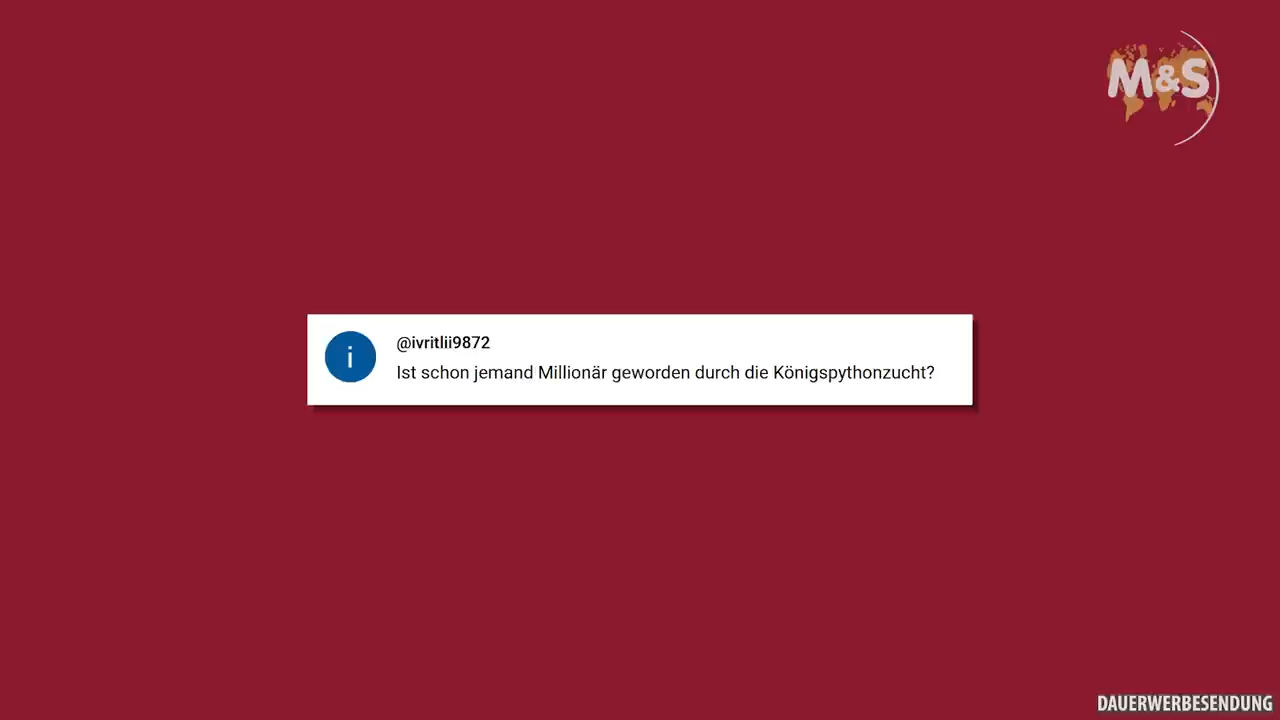 M&S
@ivritlii9872
i
Ist schon jemand Millionär geworden durch die Königspythonzucht?
DAUERWERBESENDUNG